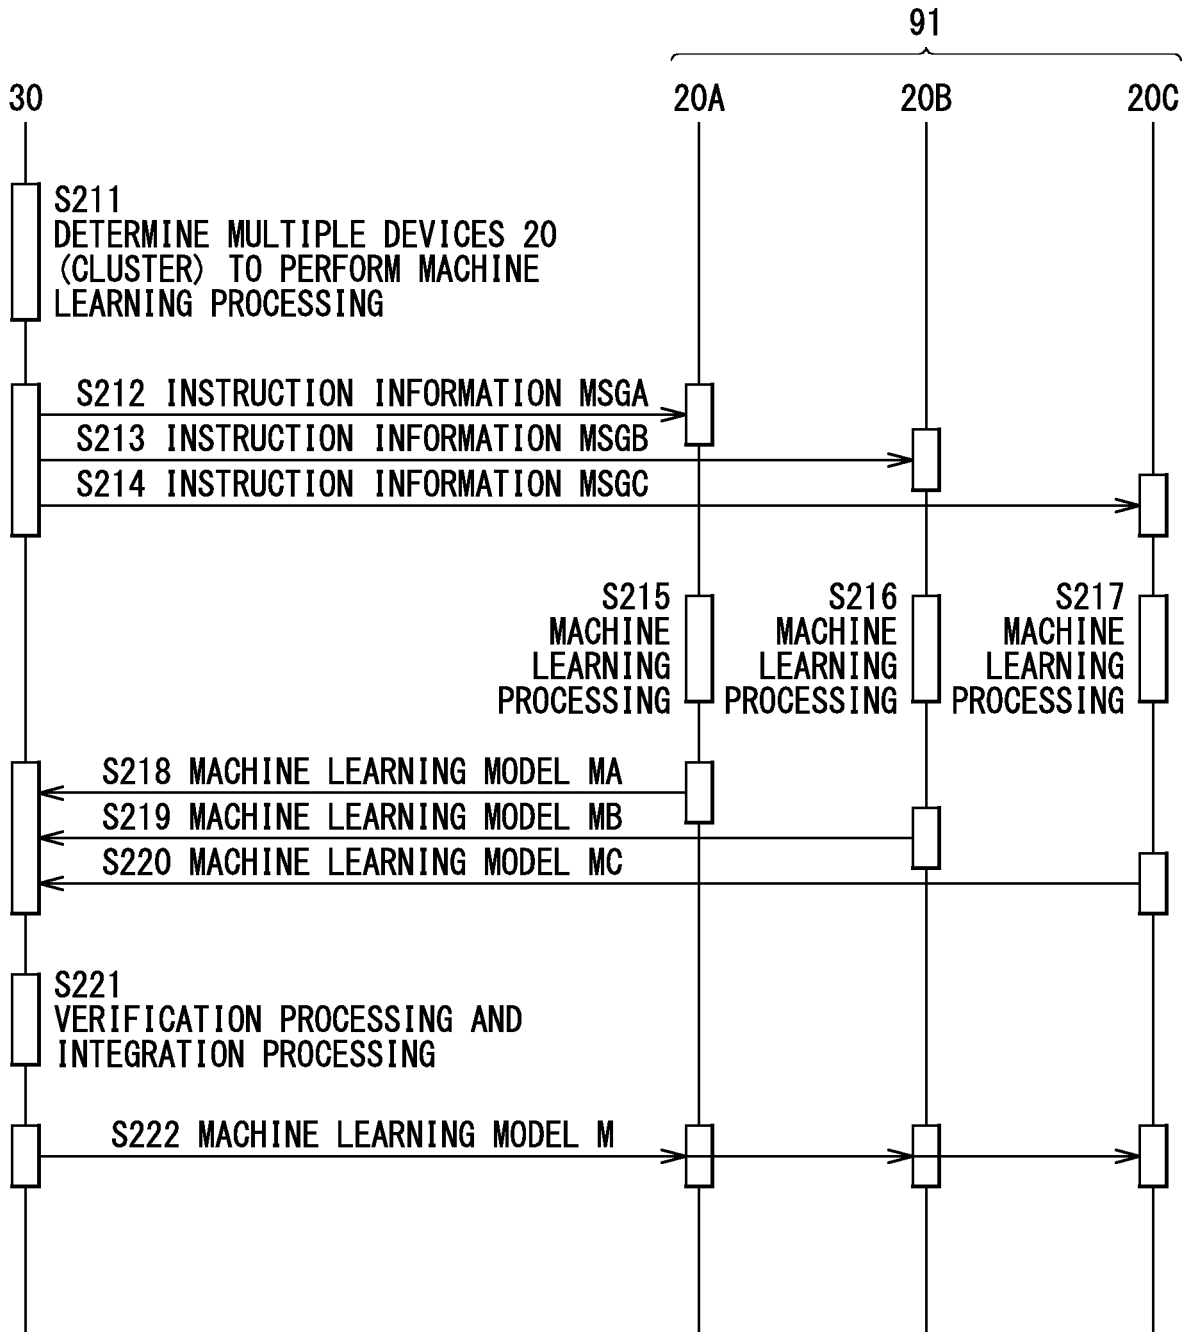 91
30
20A
20B
20C
S211
DETERMINE MULTIPLE DEVICES 20
(CLUSTER) TO PERFORM MACHINE
LEARNING PROCESSING
S212 INSTRUCTION INFORMATION MSGA
S213 INSTRUCTION INFORMATION MSGB
S214 INSTRUCTION INFORMATION MSGC
S215
MACHINE
LEARNING
PROCESSING
S216
MACHINE
LEARNING
PROCESSING
S217
MACHINE
LEARNING
PROCESSING
S218 MACHINE LEARNING MODEL MA
S219 MACHINE LEARNING MODEL MB
S220 MACHINE LEARNING MODEL MC
S221
VERIFICATION PROCESSING AND
INTEGRATION PROCESSING
S222 MACHINE LEARNING MODEL M